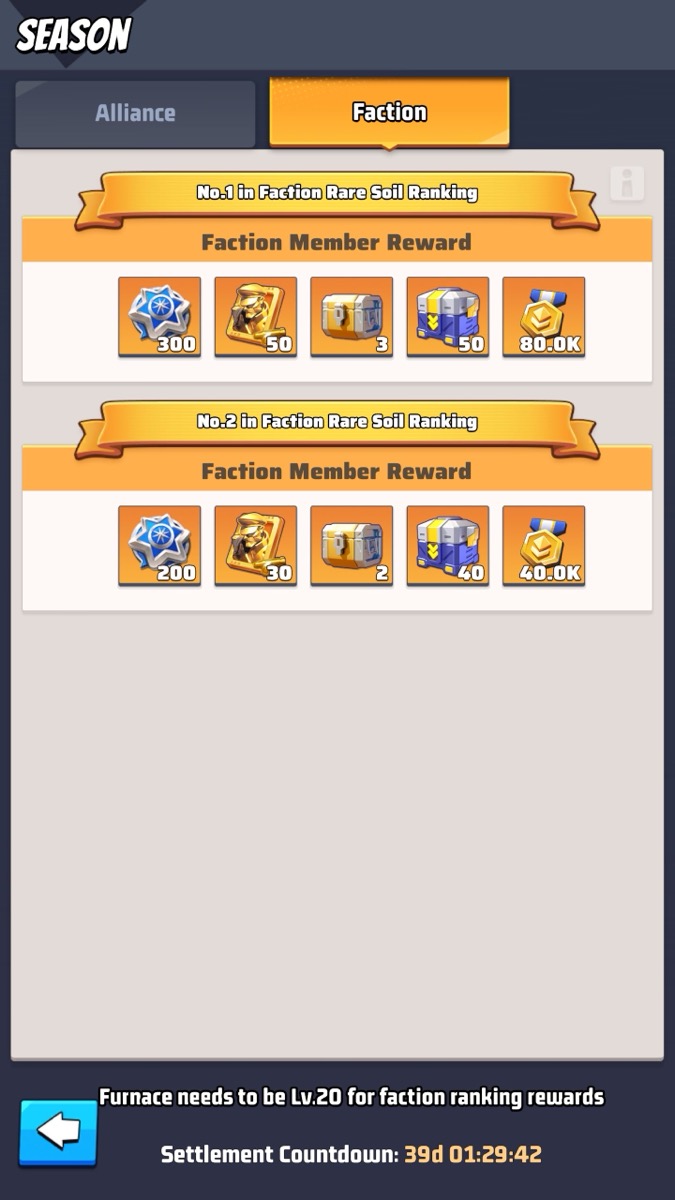 SEASON
Alliance
Faction
No.1 in Faction Rare Soil Ranking
Faction Member Reward
300
50
3
50
80.0K
No.2 in Faction Rare Soil Ranking
Faction Member Reward
200
30
2
40
40.0K
Furnace needs to be Lv.20 for faction ranking rewards
Settlement Countdown: 39d 01:29:42